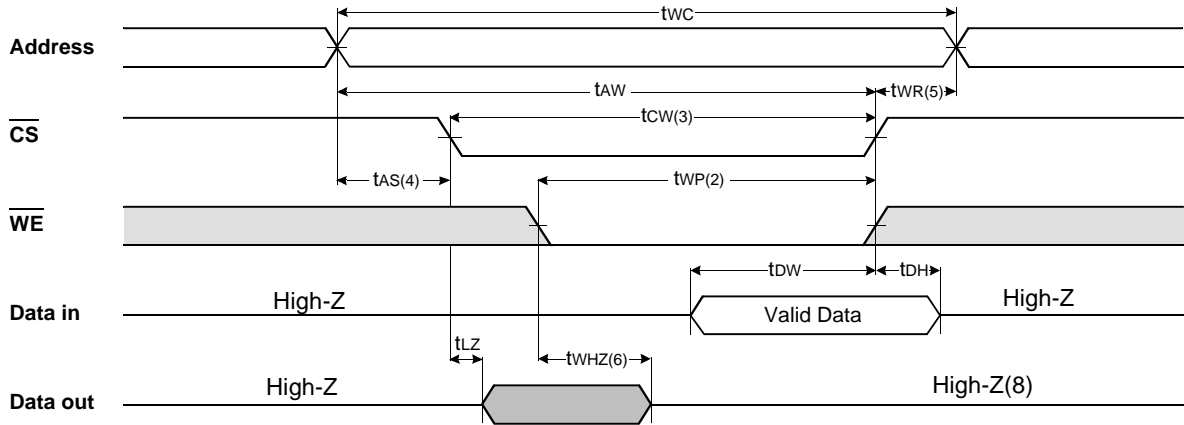 tWC
Address
tAW
tWR(5)
tCW(3)
CS
tAS(4)
tWP(2)
WE
tDW
tDH
Data in
High-Z
Valid Data
High-Z
tLZ
tWHZ(6)
Data out
High-Z
High-Z(8)